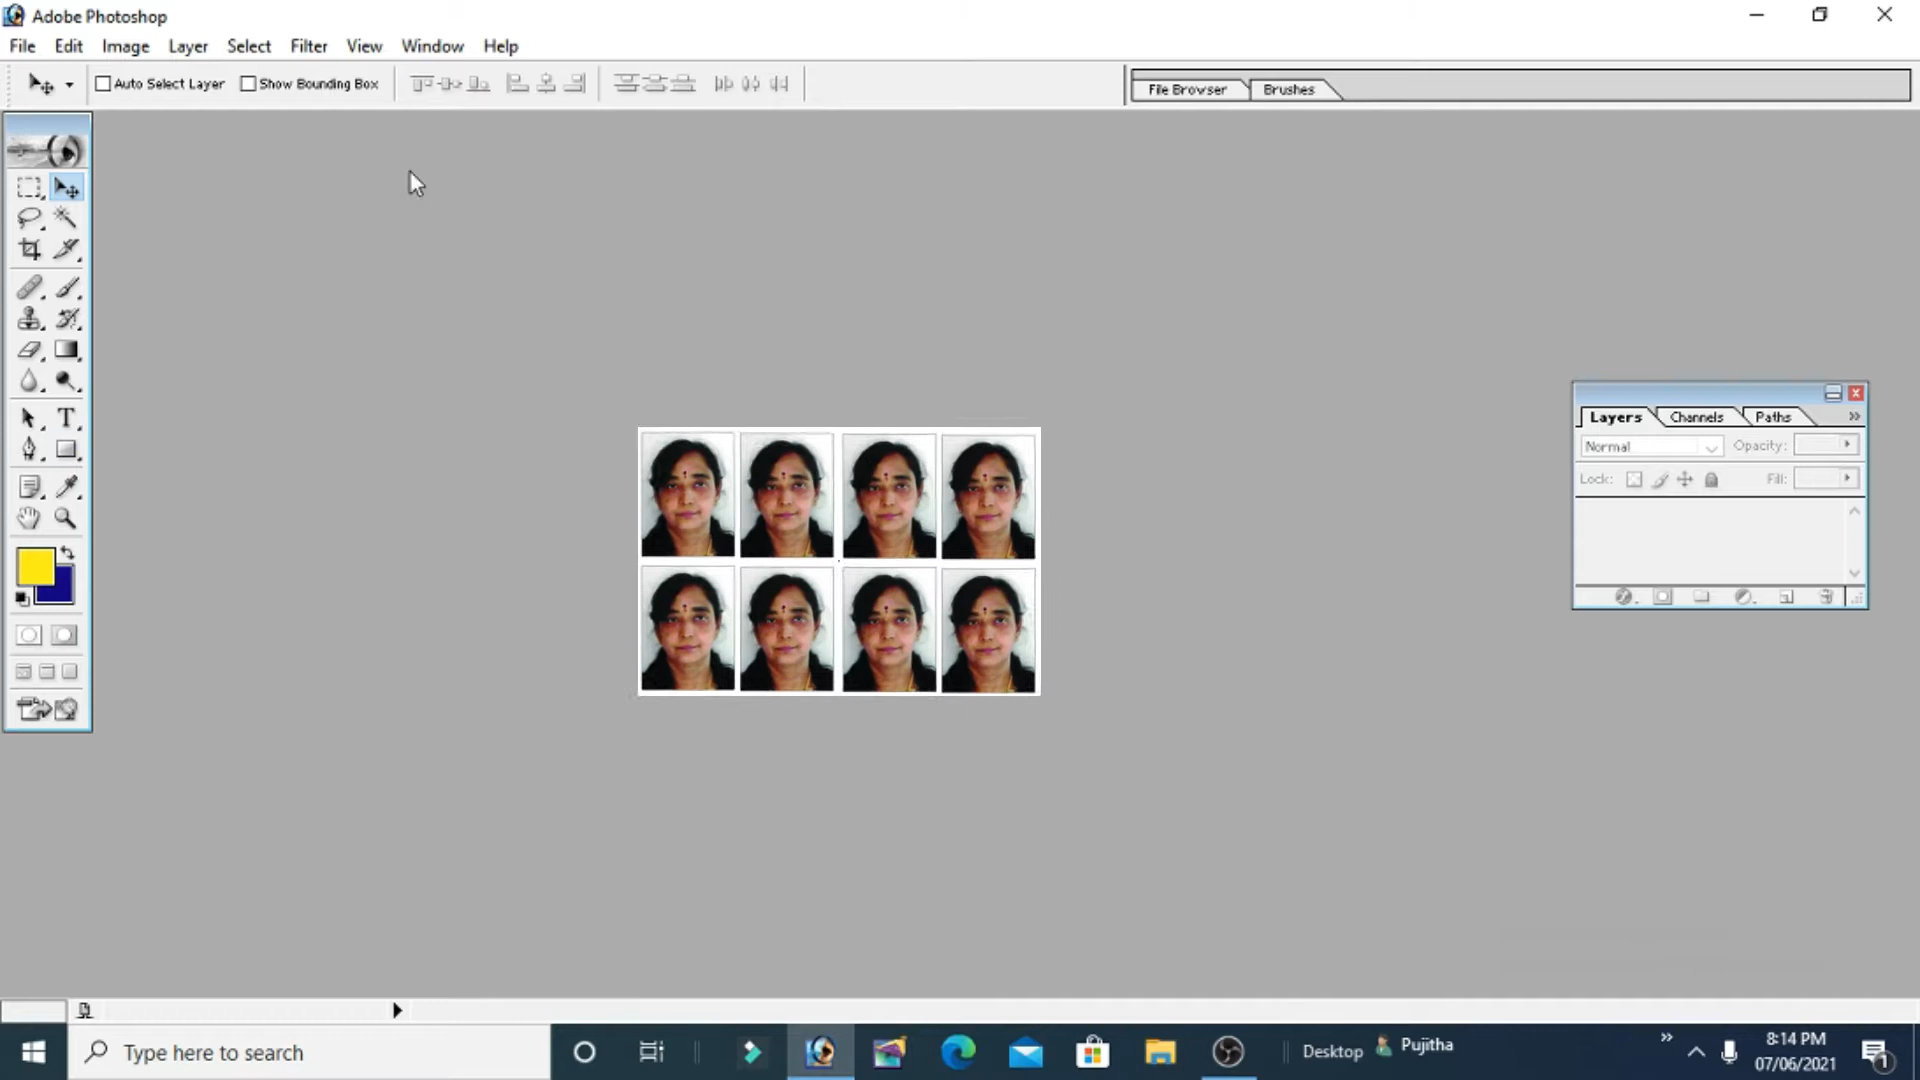 Adobe Photoshop
File Edit Image Layer Select Filter View Window Help
Auto Select Layer Show Bounding Box File Browser Brushes
Layers Channels Paths
Normal Opacity:
Lock: Fill:
Type here to search
Desktop Pujitha
8:14 PM
07/06/2021
1